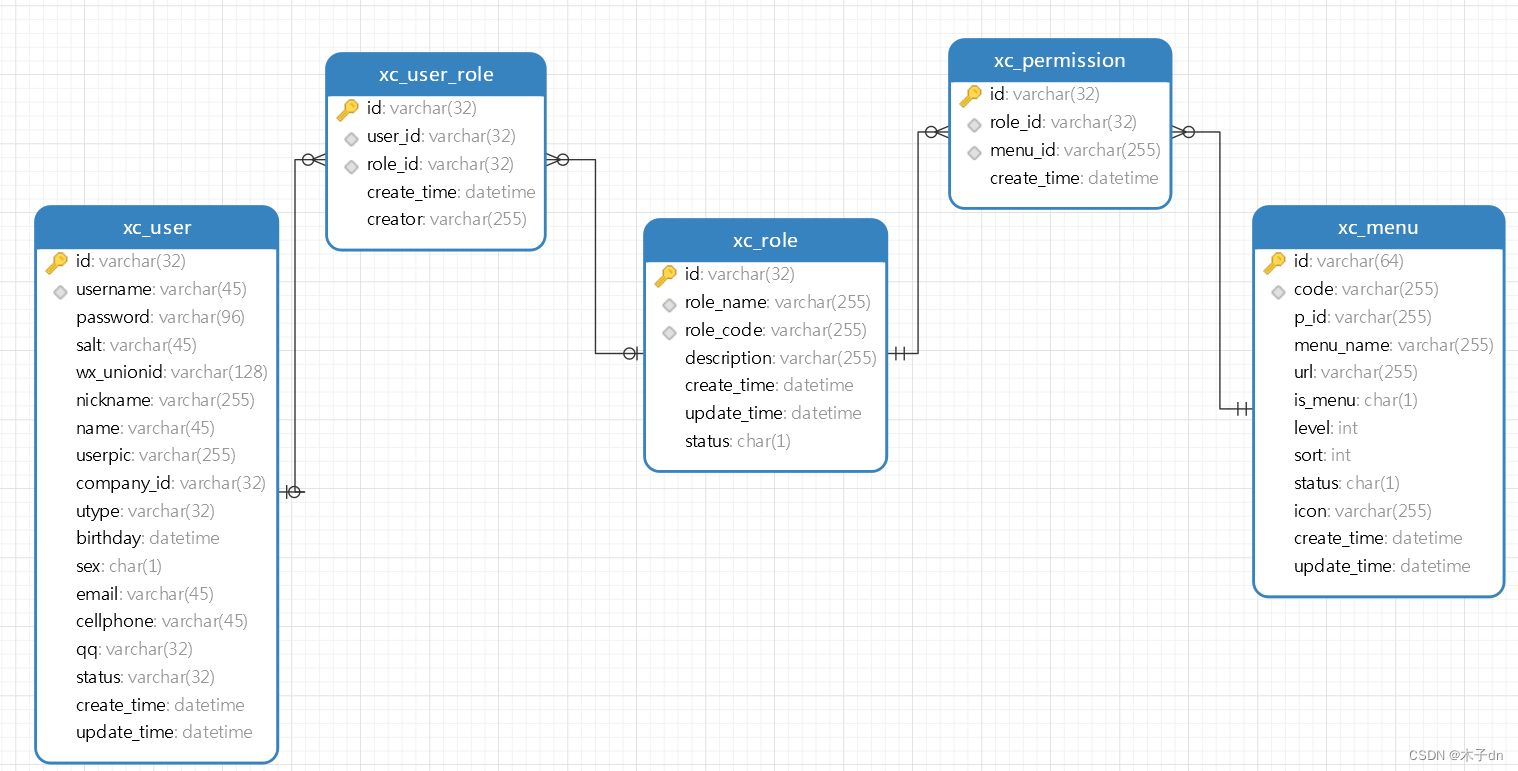 xc_user
id: varchar(32)
username: varchar(45)
password: varchar(96)
salt: varchar(45)
wx_unionid: varchar(128)
nickname: varchar(255)
name: varchar(45)
userpic: varchar(255)
company_id: varchar(32)
utype: varchar(32)
birthday: datetime
sex: char(1)
email: varchar(45)
cellphone: varchar(45)
qq: varchar(32)
status: varchar(32)
create_time: datetime
update_time: datetime
xc_user_role
id: varchar(32)
user_id: varchar(32)
role_id: varchar(32)
create_time: datetime
creator: varchar(255)
xc_role
id: varchar(32)
role_name: varchar(255)
role_code: varchar(255)
description: varchar(255)
create_time: datetime
update_time: datetime
status: char(1)
xc_permission
id: varchar(32)
role_id: varchar(32)
menu_id: varchar(255)
create_time: datetime
xc_menu
id: varchar(64)
code: varchar(255)
p_id: varchar(255)
menu_name: varchar(255)
url: varchar(255)
is_menu: char(1)
level: int
sort: int
status: char(1)
icon: varchar(255)
create_time: datetime
update_time: datetime
CSDN @木子dn